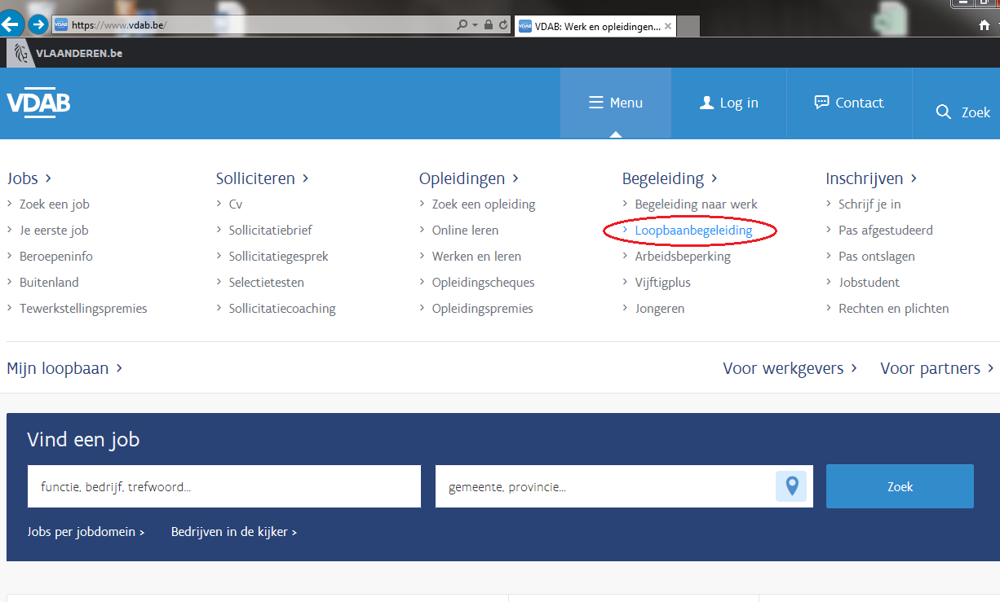 https://www.vdab.be/
VDAB: Werk en opleidingen...
VLAANDEREN.be
VDAB
Menu
Log in
Contact
Zoek
Jobs
Zoek een job
Je eerste job
Beroepeninfo
Buitenland
Tewerkstellingspremies
Solliciteren
Cv
Sollicitatiebrief
Sollicitatiegesprek
Selectietesten
Sollicitatiecoaching
Opleidingen
Zoek een opleiding
Online leren
Werken en leren
Opleidingscheques
Opleidingspremies
Begeleiding
Begeleiding naar werk
Loopbaanbegeleiding
Arbeidsbeperking
Vijftigplus
Jongeren
Inschrijven
Schrijf je in
Pas afgestudeerd
Pas ontslagen
Jobstudent
Rechten en plichten
Mijn loopbaan
Voor werkgevers
Voor partners
Vind een job
functie, bedrijf, trefwoord...
gemeente, provincie...
Zoek
Jobs per jobdomein >
Bedrijven in de kijker >